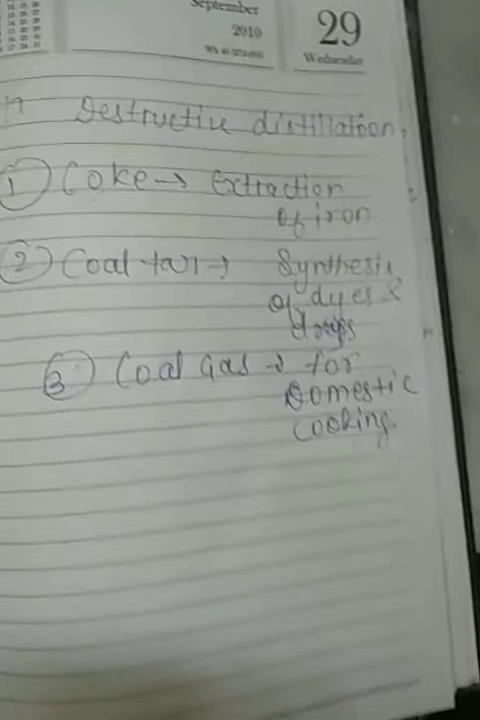 September
2010
29
Wednesday
Destructive distillation,
1 Coke → Extraction
of iron
2 Coal tar → Synthesis
of dyes &
drugs
3 Coal gas → for
Domestic
cooking.